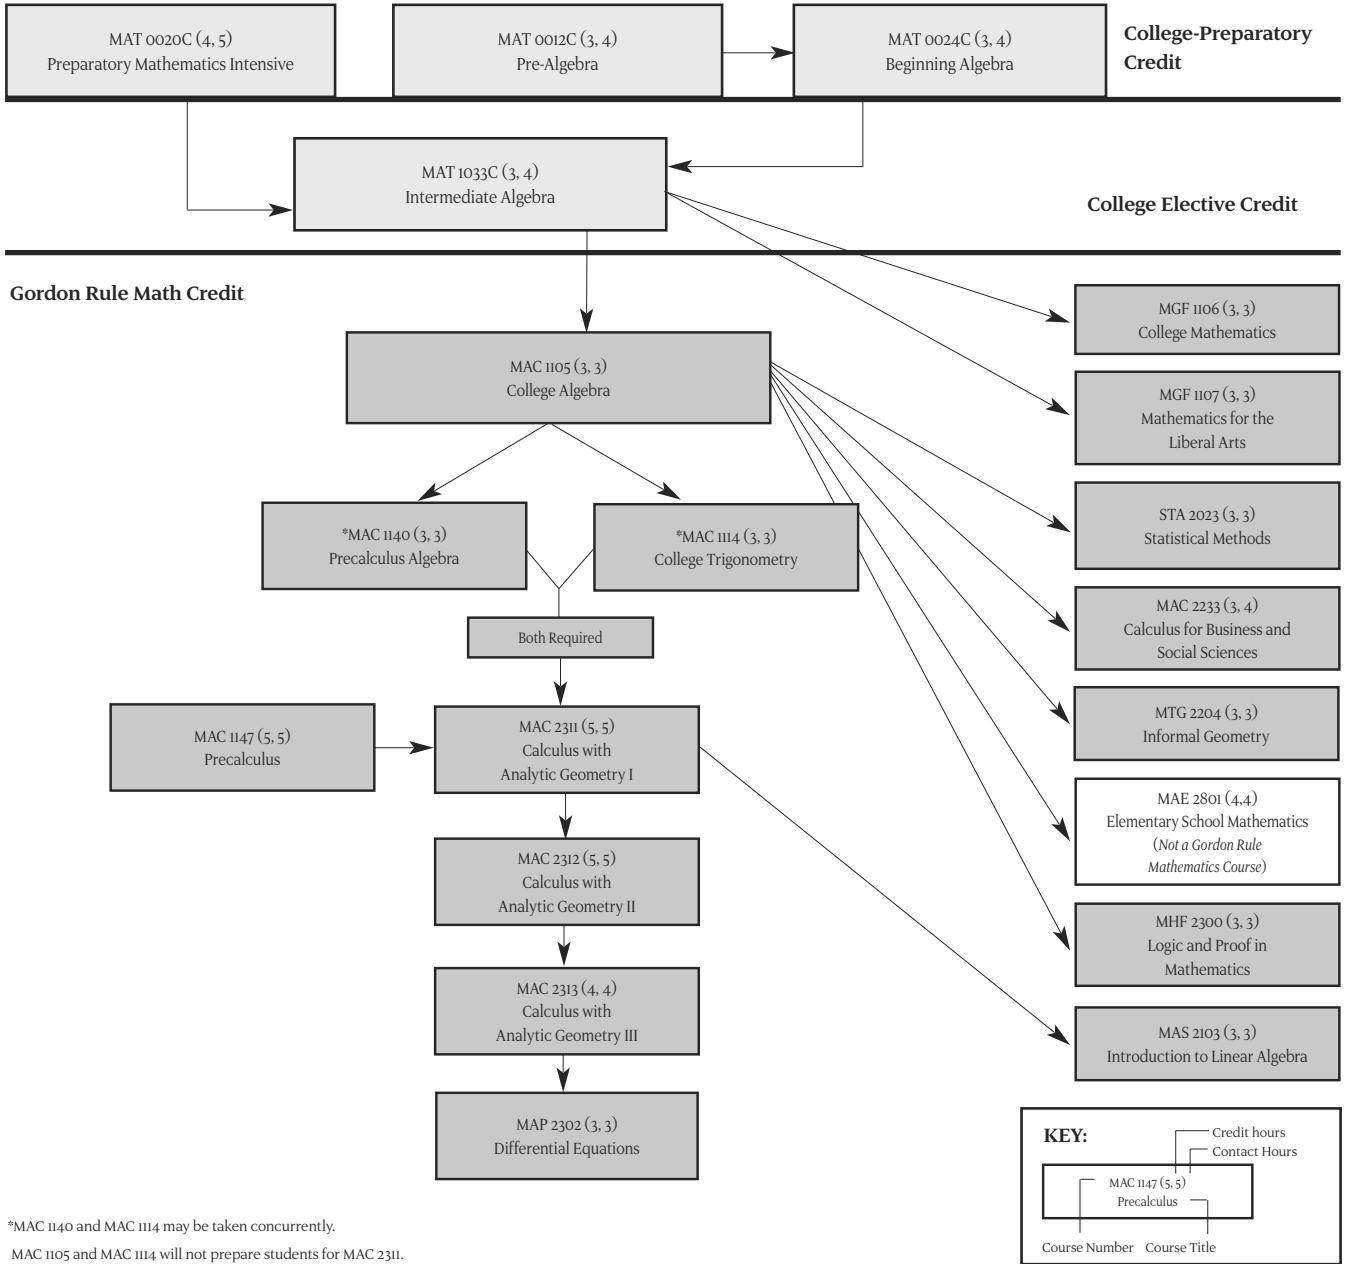 MAT 0020C (4, 5)
Preparatory Mathematics Intensive
MAT 0012C (3, 4)
Pre-Algebra
MAT 0024C (3, 4)
Beginning Algebra
College-Preparatory
Credit
MAT 1033C (3, 4)
Intermediate Algebra
College Elective Credit
Gordon Rule Math Credit
MGF 1106 (3, 3)
College Mathematics
MAC 1105 (3, 3)
College Algebra
MGF 1107 (3, 3)
Mathematics for the
Liberal Arts
STA 2023 (3, 3)
Statistical Methods
*MAC 1140 (3, 3)
Precalculus Algebra
*MAC 1114 (3, 3)
College Trigonometry
MAC 2233 (3, 4)
Calculus for Business and
Social Sciences
Both Required
MTG 2204 (3, 3)
Informal Geometry
MAC 1147 (5, 5)
Precalculus
MAC 2311 (5, 5)
Calculus with
Analytic Geometry I
MAE 2801 (4,4)
Elementary School Mathematics
(Not a Gordon Rule
Mathematics Course)
MAC 2312 (5, 5)
Calculus with
Analytic Geometry II
MHF 2300 (3, 3)
Logic and Proof in
Mathematics
MAC 2313 (4, 4)
Calculus with
Analytic Geometry III
MAS 2103 (3, 3)
Introduction to Linear Algebra
MAP 2302 (3, 3)
Differential Equations
KEY:
Credit hours
Contact Hours
MAC 1147 (5, 5)
Precalculus
Course Number
Course Title
*MAC 1140 and MAC 1114 may be taken concurrently.
MAC 1105 and MAC 1114 will not prepare students for MAC 2311.